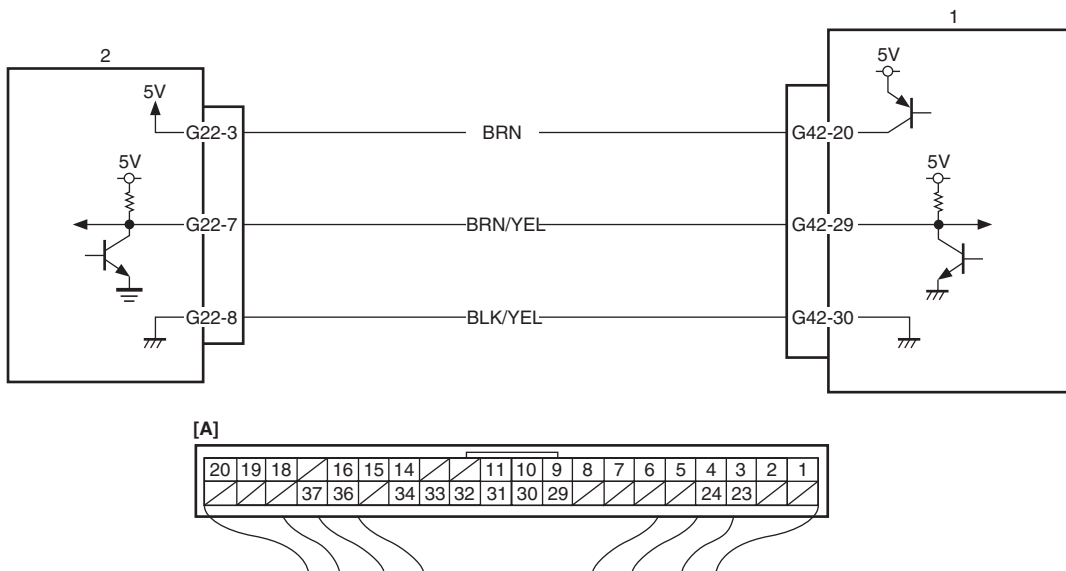 1
2
5V
5V
G22-3
BRN
G42-20
5V
5V
G22-7
BRN/YEL
G42-29
G22-8
BLK/YEL
G42-30
[A]
20 19 18 16 15 14 11 10 9 8 7 6 5 4 3 2 1
37 36 34 33 32 31 30 29 24 23